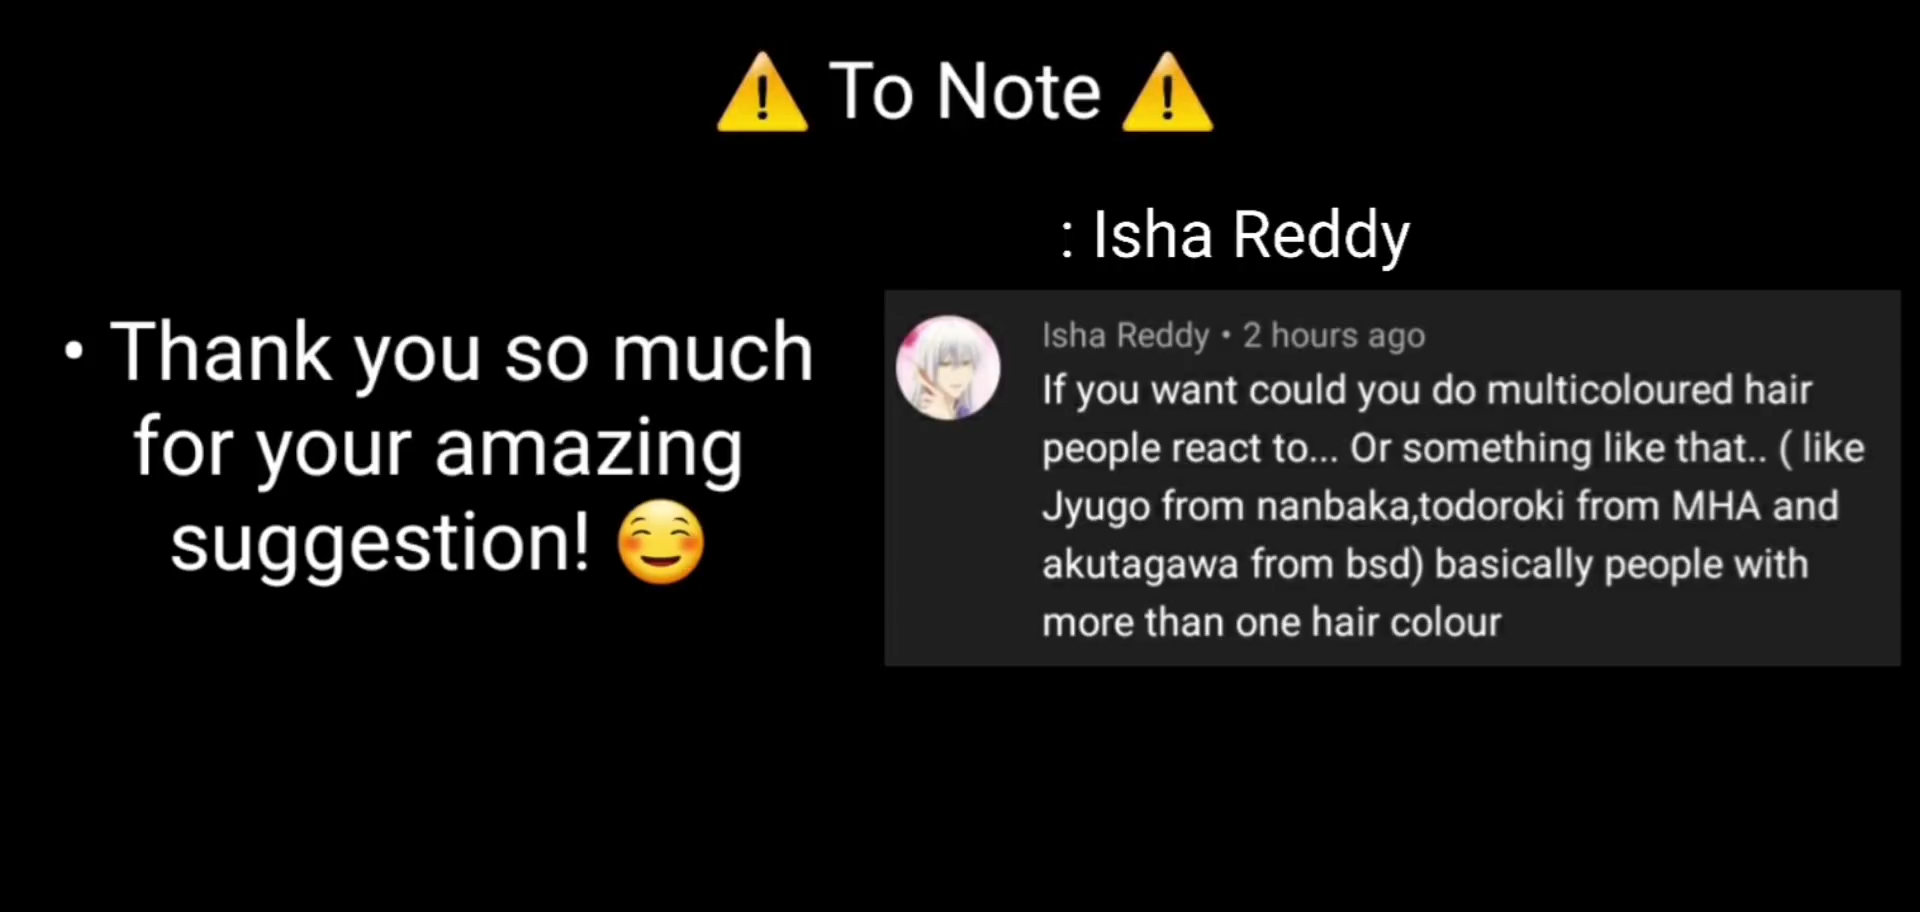 ⚠️ To Note ⚠️
: Isha Reddy
• Thank you so much
for your amazing
suggestion! ☺️
Isha Reddy • 2 hours ago
If you want could you do multicoloured hair
people react to... Or something like that.. ( like
Jyugo from nanbaka,todoroki from MHA and
akutagawa from bsd) basically people with
more than one hair colour